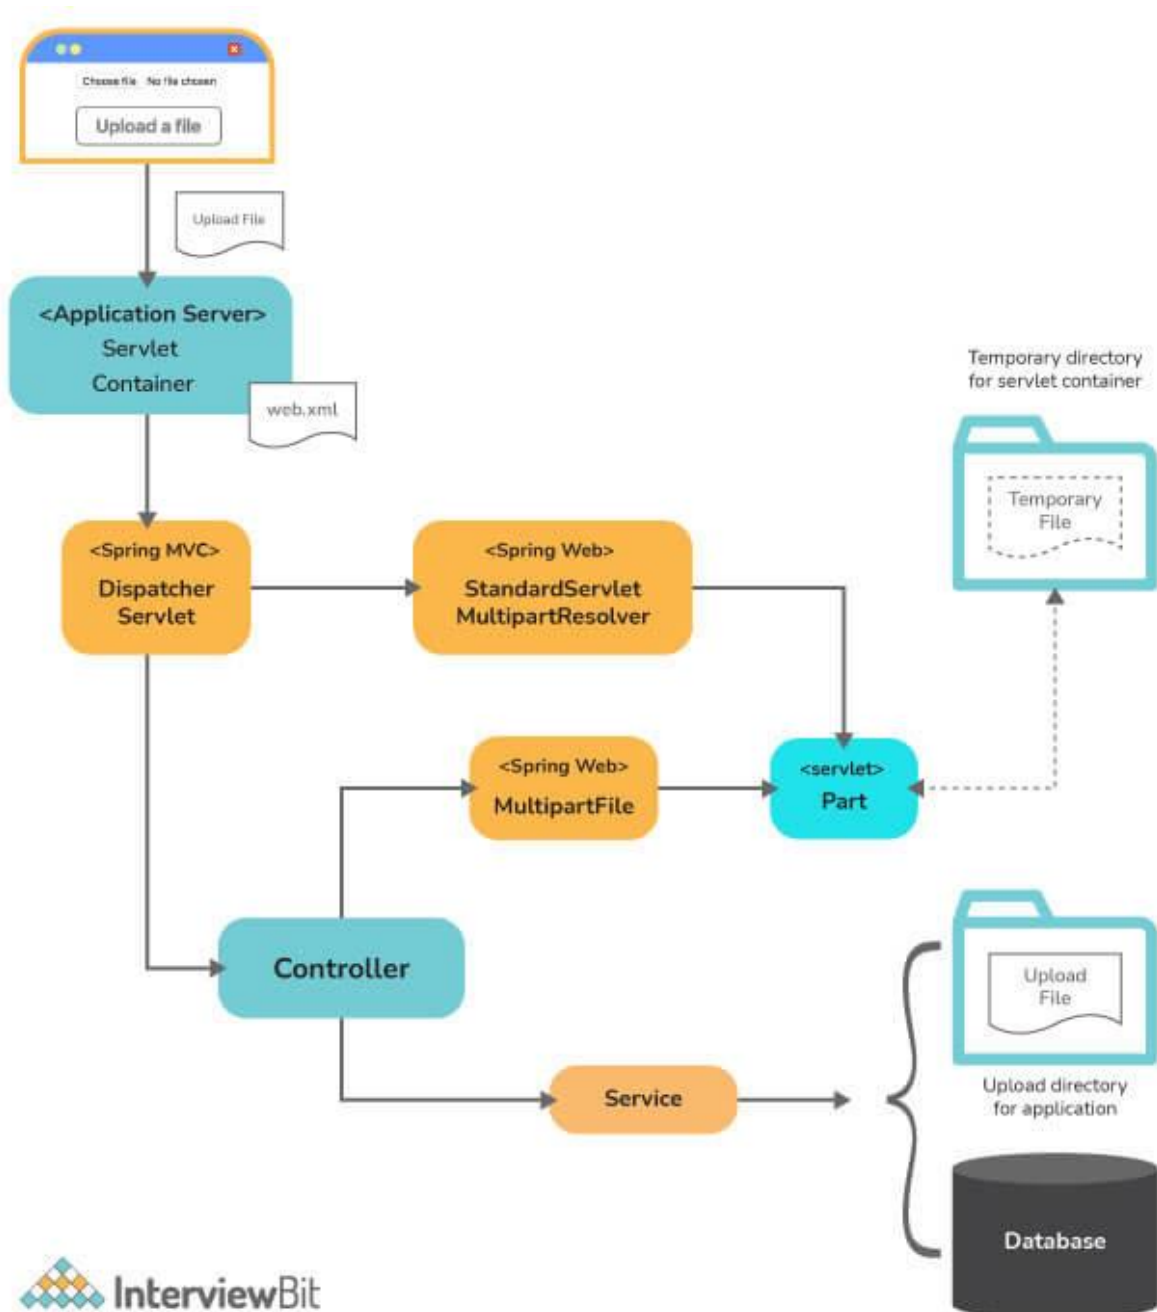 Choose file No file chosen
Upload a file
Upload File
<Application Server>
Servlet
Container
web.xml
Temporary directory
for servlet container
Temporary
File
<Spring MVC>
Dispatcher
Servlet
<Spring Web>
StandardServlet
MultipartResolver
<Spring Web>
MultipartFile
<servlet>
Part
Controller
Upload
File
Upload directory
for application
Service
Database
InterviewBit